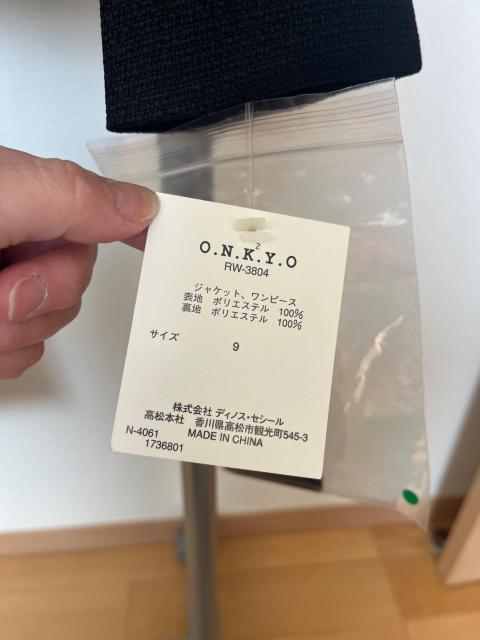 2
O.N.K.Y.O
RW-3804
ジャケット、ワンピース
表地 ポリエステル 100%
裏地 ポリエステル 100%
サイズ 9
株式会社 ディノス・セシール
高松本社 香川県高松市観光町545-3
N-4061 MADE IN CHINA
1736801